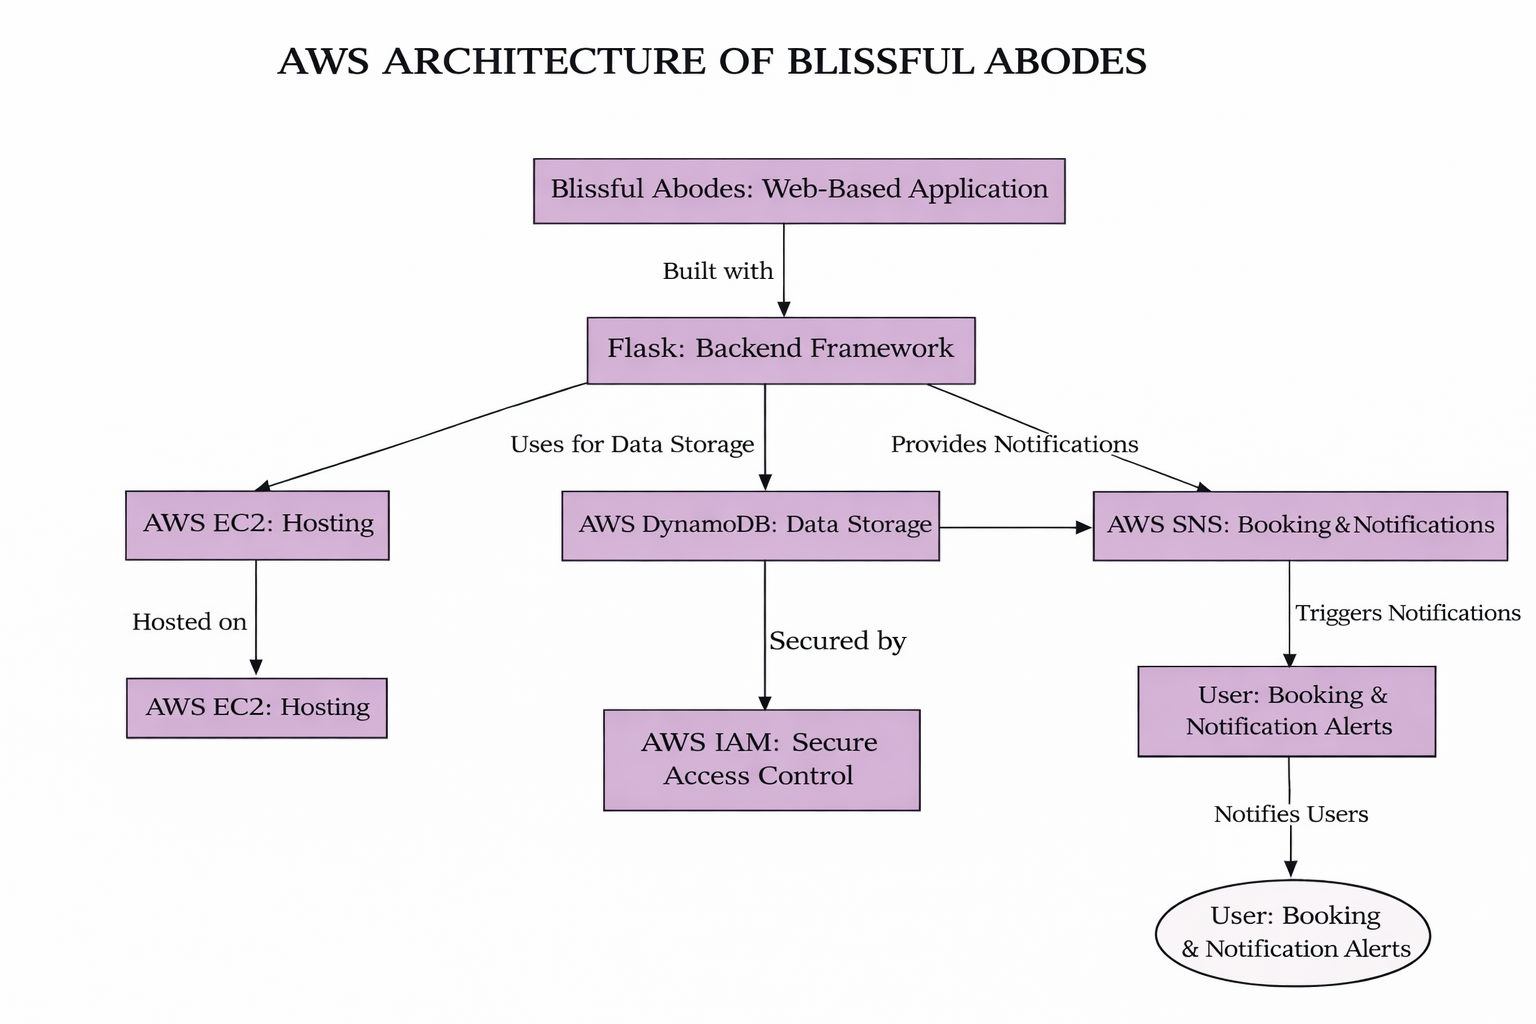 AWS ARCHITECTURE OF BLISSFUL ABODES
Blissful Abodes: Web-Based Application
Built with
Flask: Backend Framework
Uses for Data Storage
Provides Notifications
AWS EC2: Hosting
AWS DynamoDB: Data Storage
AWS SNS: Booking & Notifications
Hosted on
Secured by
Triggers Notifications
AWS EC2: Hosting
AWS IAM: Secure
Access Control
User: Booking &
Notification Alerts
Notifies Users
User: Booking
& Notification Alerts